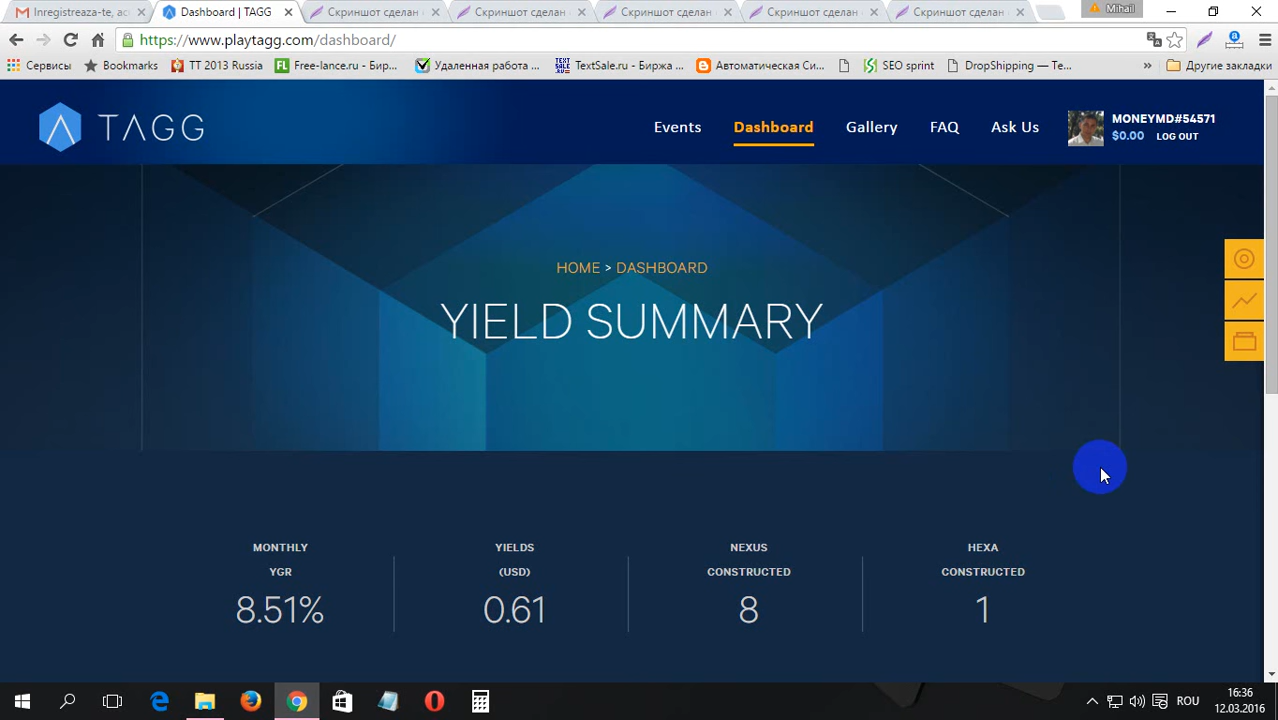 Inregistreaza-te, ac
Dashboard | TAGG
Скриншот сделан
Скриншот сделан
Скриншот сделан
Скриншот сделан
Скриншот сделан
Mihail
https://www.playtagg.com/dashboard/
Сервисы
Bookmarks
TT 2013 Russia
Free-lance.ru - Бир...
Удаленная работа ...
TextSale.ru - Биржа ...
Автоматическая Си...
SEO sprint
DropShipping — Те...
»
Другие закладки
TAGG
Events
Dashboard
Gallery
FAQ
Ask Us
MONEYMD#54571
$0.00 LOG OUT
HOME > DASHBOARD
YIELD SUMMARY
MONTHLY
YGR
8.51%
YIELDS
(USD)
0.61
NEXUS
CONSTRUCTED
8
HEXA
CONSTRUCTED
1
ROU
16:36
12.03.2016